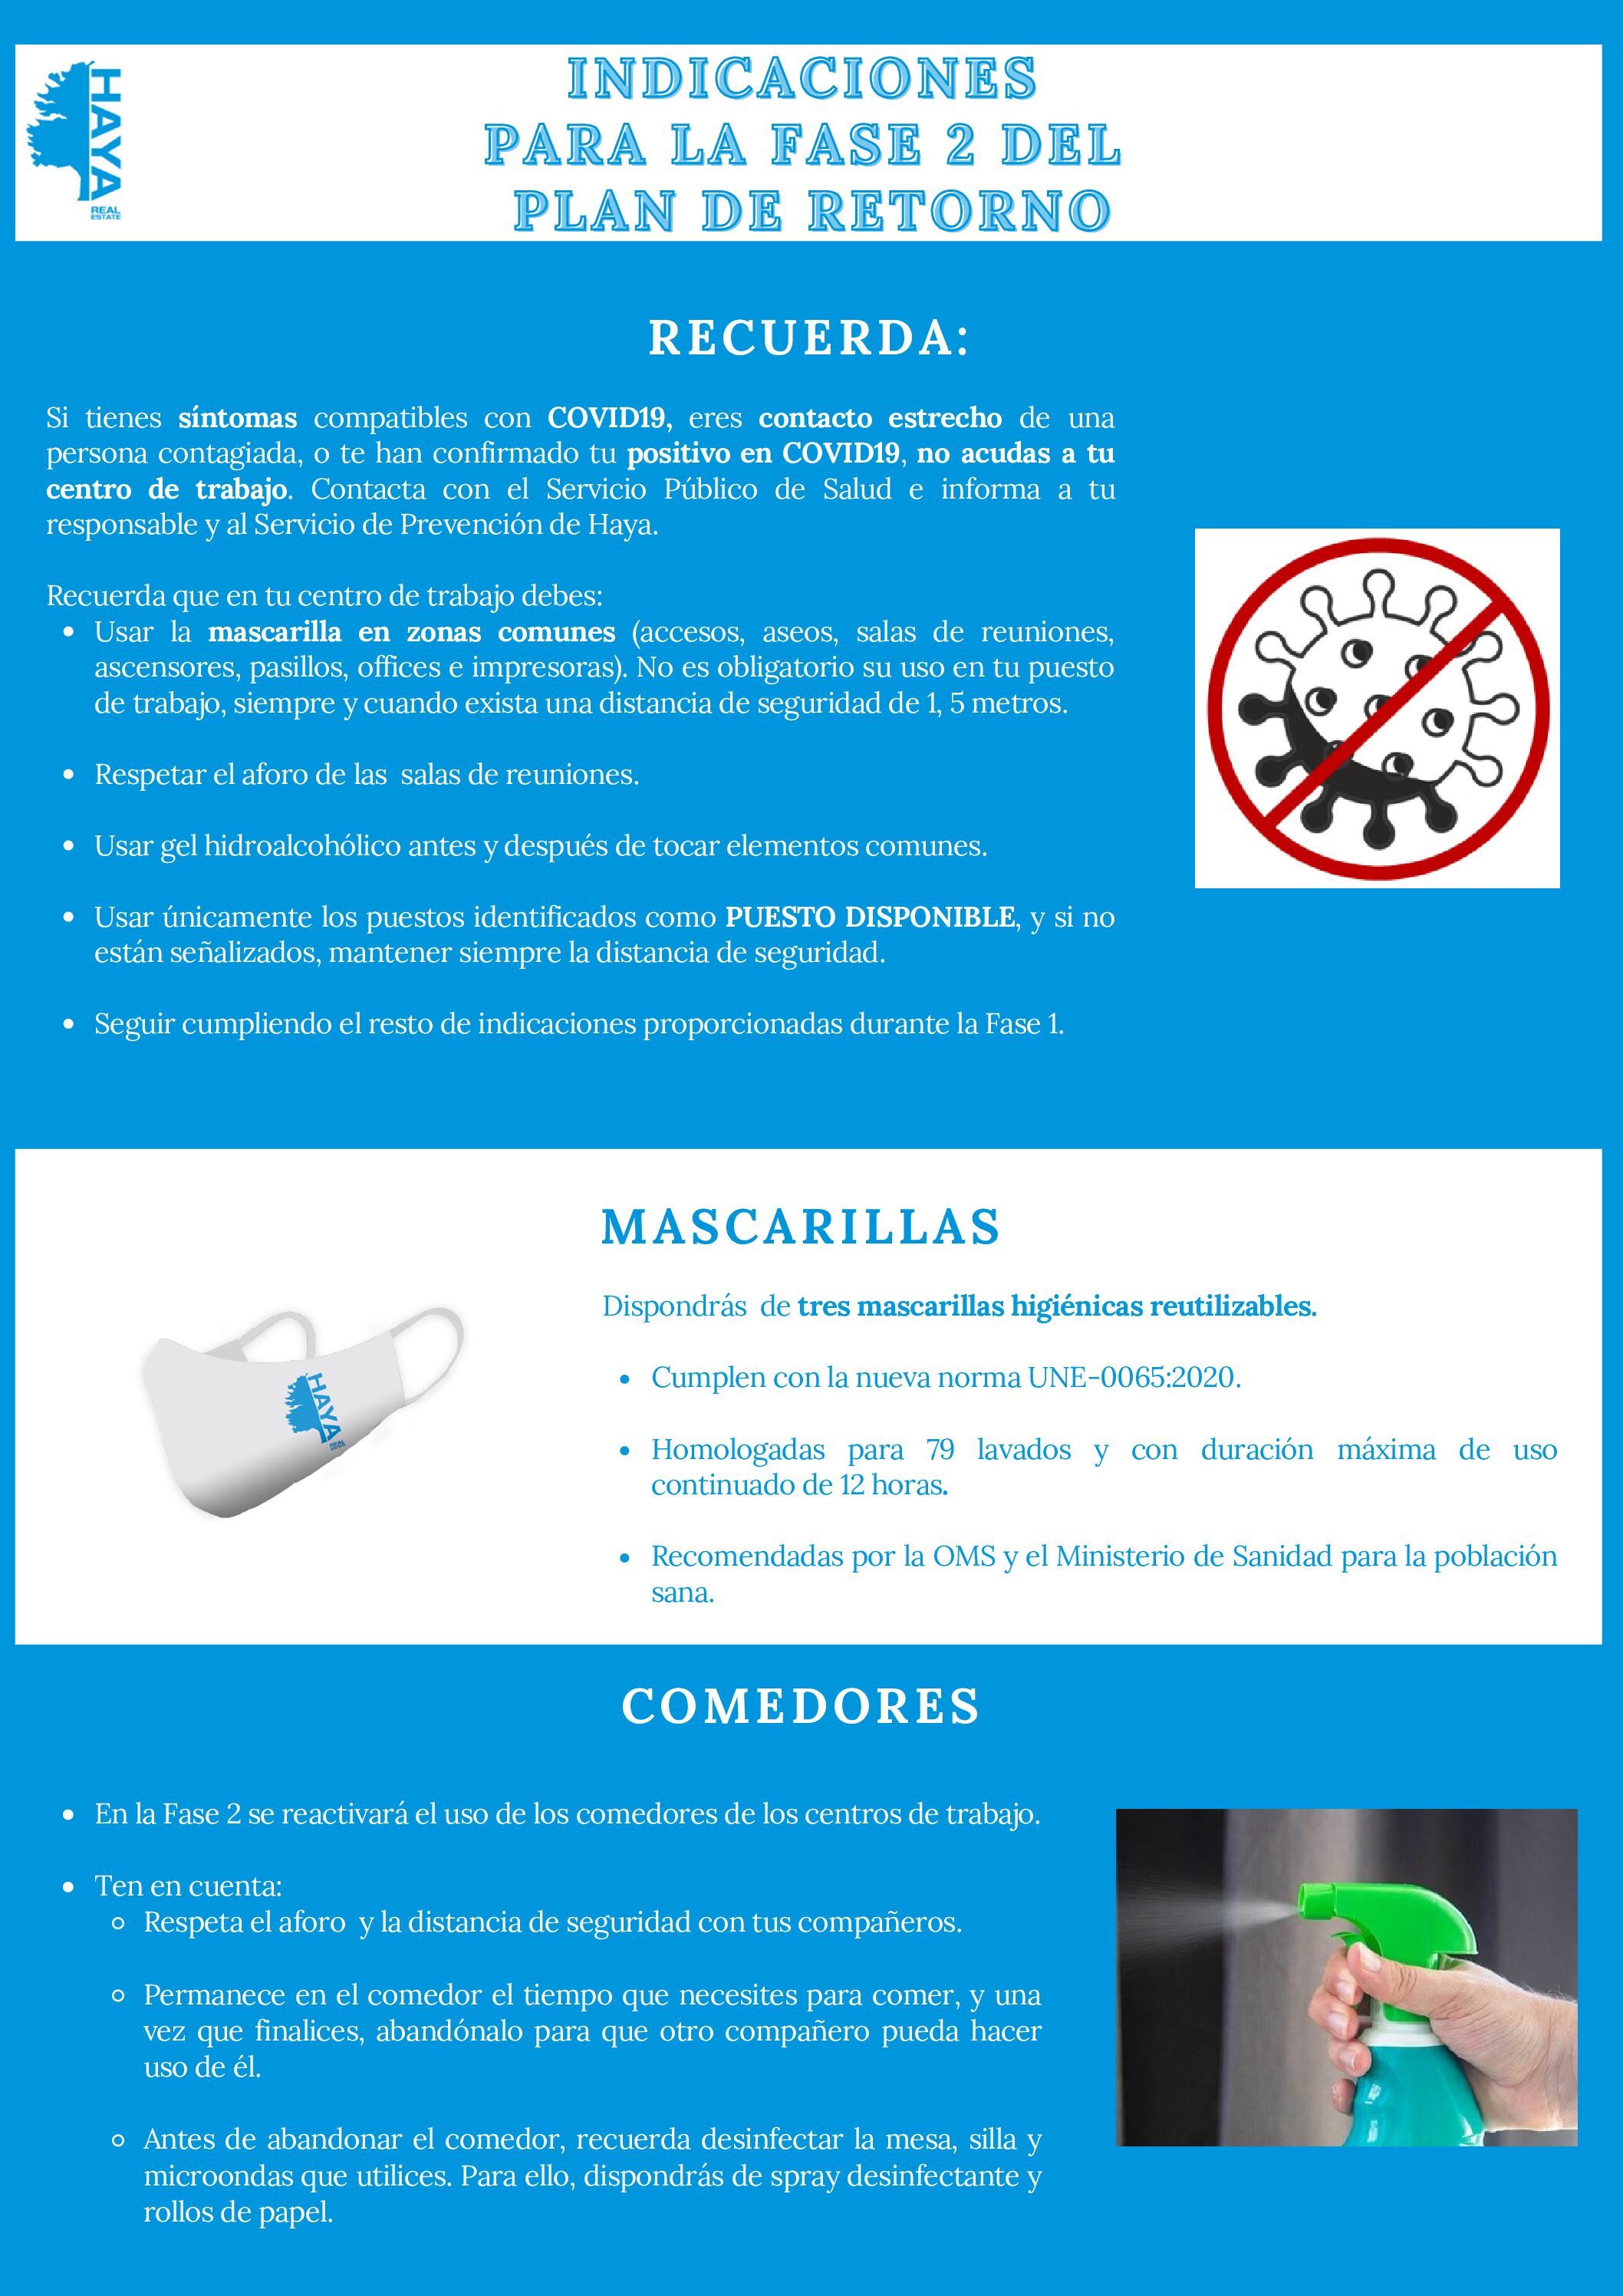 HAYA
REAL
ESTATE
INDICACIONES
PARA LA FASE 2 DEL
PLAN DE RETORNO
RECUERDA:
Si tienes síntomas compatibles con COVID19, eres contacto estrecho de una
persona contagiada, o te han confirmado tu positivo en COVID19, no acudas a tu
centro de trabajo. Contacta con el Servicio Público de Salud e informa a tu
responsable y al Servicio de Prevención de Haya.
Recuerda que en tu centro de trabajo debes:
• Usar la mascarilla en zonas comunes (accesos, aseos, salas de reuniones,
ascensores, pasillos, offices e impresoras). No es obligatorio su uso en tu puesto
de trabajo, siempre y cuando exista una distancia de seguridad de 1, 5 metros.
• Respetar el aforo de las salas de reuniones.
• Usar gel hidroalcohólico antes y después de tocar elementos comunes.
• Usar únicamente los puestos identificados como PUESTO DISPONIBLE, y si no
están señalizados, mantener siempre la distancia de seguridad.
• Seguir cumpliendo el resto de indicaciones proporcionadas durante la Fase 1.
MASCARILLAS
Dispondrás de tres mascarillas higiénicas reutilizables.
• Cumplen con la nueva norma UNE-0065:2020.
• Homologadas para 79 lavados y con duración máxima de uso
continuado de 12 horas.
• Recomendadas por la OMS y el Ministerio de Sanidad para la población
sana.
HAYA
REAL
ESTATE
COMEDORES
• En la Fase 2 se reactivará el uso de los comedores de los centros de trabajo.
• Ten en cuenta:
◦ Respeta el aforo y la distancia de seguridad con tus compañeros.
◦ Permanece en el comedor el tiempo que necesites para comer, y una
vez que finalices, abandónalo para que otro compañero pueda hacer
uso de él.
◦ Antes de abandonar el comedor, recuerda desinfectar la mesa, silla y
microondas que utilices. Para ello, dispondrás de spray desinfectante y
rollos de papel.